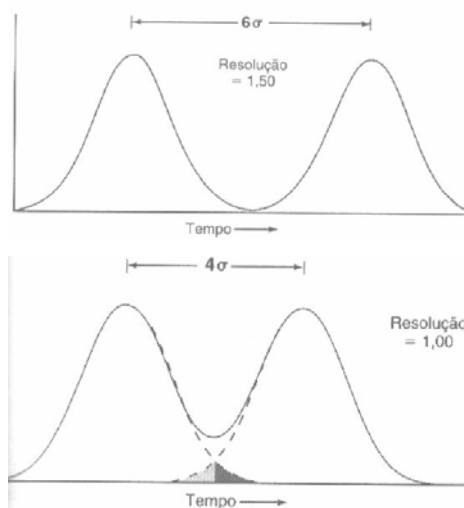 6σ
Resolução
= 1,50
Tempo
4σ
Resolução
= 1,00
Tempo